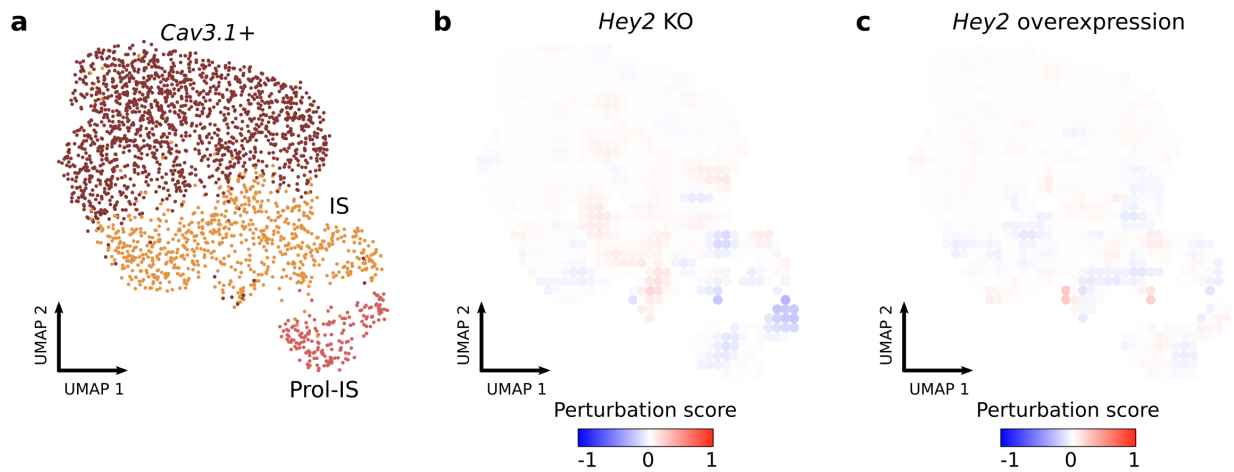 a
Cav3.1+
IS
Prol-IS
UMAP 2
UMAP 1
b
Hey2 KO
UMAP 2
UMAP 1
Perturbation score
-1 0 1
c
Hey2 overexpression
UMAP 2
UMAP 1
Perturbation score
-1 0 1